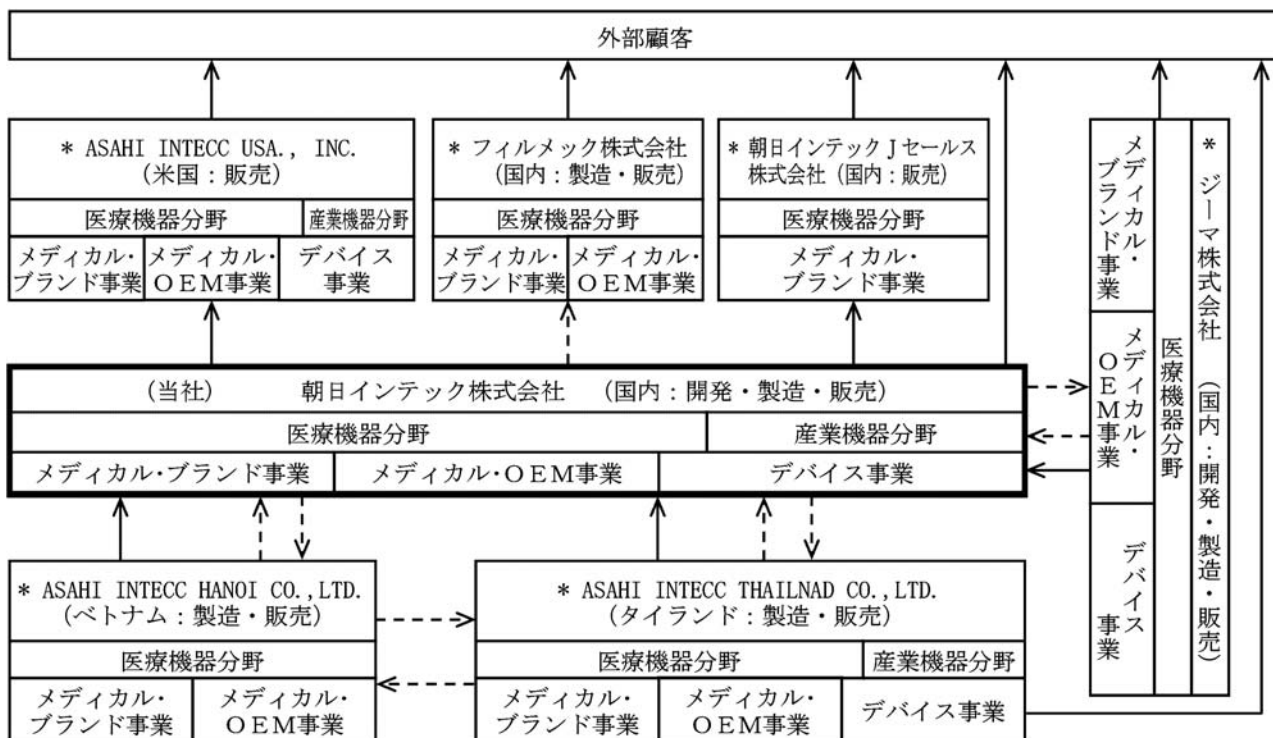 外部顧客
* ASAHI INTECC USA., INC.
(米国：販売)
医療機器分野
産業機器分野
メディカル・
ブランド事業
メディカル・
ＯＥＭ事業
デバイス
事業
* フィルメック株式会社
(国内：製造・販売)
医療機器分野
メディカル・
ブランド事業
メディカル・
ＯＥＭ事業
* 朝日インテックＪセールス
株式会社（国内：販売）
医療機器分野
メディカル・
ブランド事業
* ジーマ株式会社　（国内：開発・製造・販売）
医療機器分野
メディカル・
ブランド事業
メディカル・
ＯＥＭ事業
デバイス
事業
（当社）　朝日インテック株式会社　（国内：開発・製造・販売）
医療機器分野
産業機器分野
メディカル・ブランド事業
メディカル・ＯＥＭ事業
デバイス事業
* ASAHI INTECC HANOI CO.,LTD.
(ベトナム：製造・販売)
医療機器分野
メディカル・
ブランド事業
メディカル・
ＯＥＭ事業
* ASAHI INTECC THAILNAD CO.,LTD.
(タイランド：製造・販売)
医療機器分野
産業機器分野
メディカル・
ブランド事業
メディカル・
ＯＥＭ事業
デバイス事業